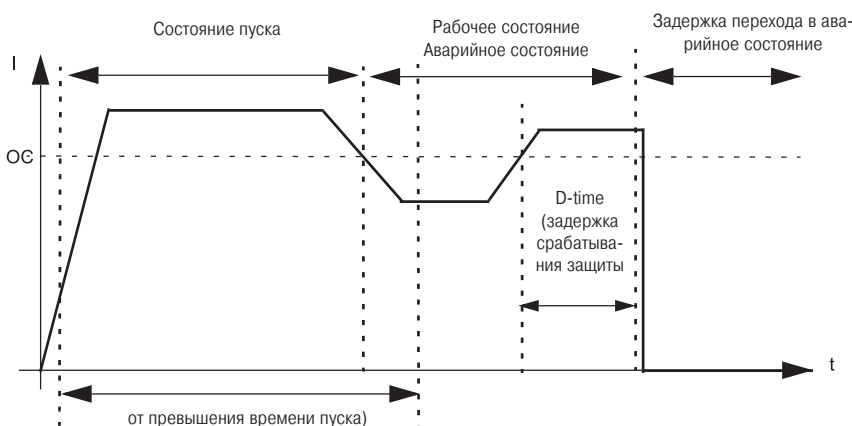 Состояние пуска
Рабочее состояние
Аварийное состояние
Задержка перехода в ава-
рийное состояние
I
OC
D-time
(задержка
срабатыва-
ния защиты
t
от превышения времени пуска)